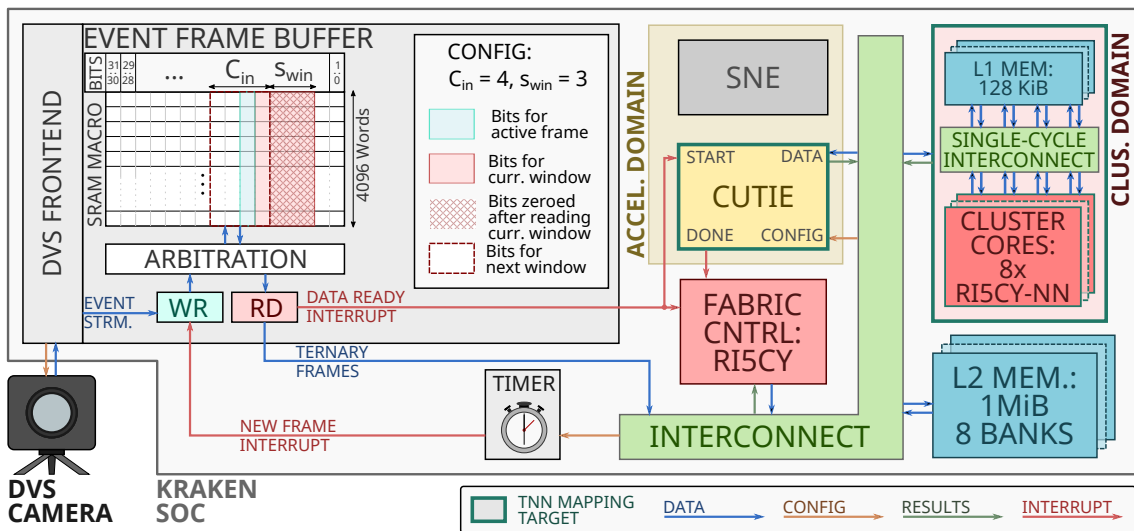 EVENT FRAME BUFFER
DVS FRONTEND
BITS
31
30
29
28
...
C_in
s_win
1
0
SRAM MACRO
4096 Words
ARBITRATION
EVENT
STRM.
WR
RD
DATA READY
INTERRUPT
TERNARY
FRAMES
NEW FRAME
INTERRUPT
TIMER
CONFIG:
C_in = 4, s_win = 3
Bits for
active frame
Bits for
curr. window
Bits zeroed
after reading
curr. window
Bits for
next window
ACCEL. DOMAIN
SNE
START
DATA
CUTIE
DONE
CONFIG
FABRIC
CNTRL:
RI5CY
INTERCONNECT
CLUS. DOMAIN
L1 MEM:
128 KiB
SINGLE-CYCLE
INTERCONNECT
CLUSTER
CORES:
8x
RI5CY-NN
L2 MEM.:
1MiB
8 BANKS
DVS
CAMERA
KRAKEN
SOC
TNN MAPPING
TARGET
DATA
CONFIG
RESULTS
INTERRUPT